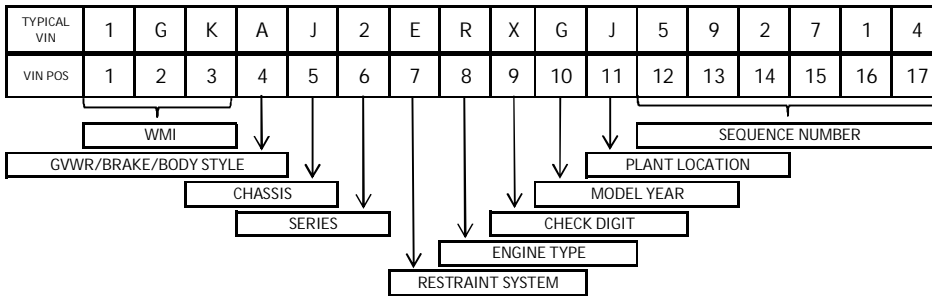 TYPICAL VIN 1 G K A J 2 E R X G J 5 9 2 7 1 4
VIN POS 1 2 3 4 5 6 7 8 9 10 11 12 13 14 15 16 17
WMI SEQUENCE NUMBER
GVWR/BRAKE/BODY STYLE PLANT LOCATION
CHASSIS MODEL YEAR
SERIES CHECK DIGIT
ENGINE TYPE
RESTRAINT SYSTEM